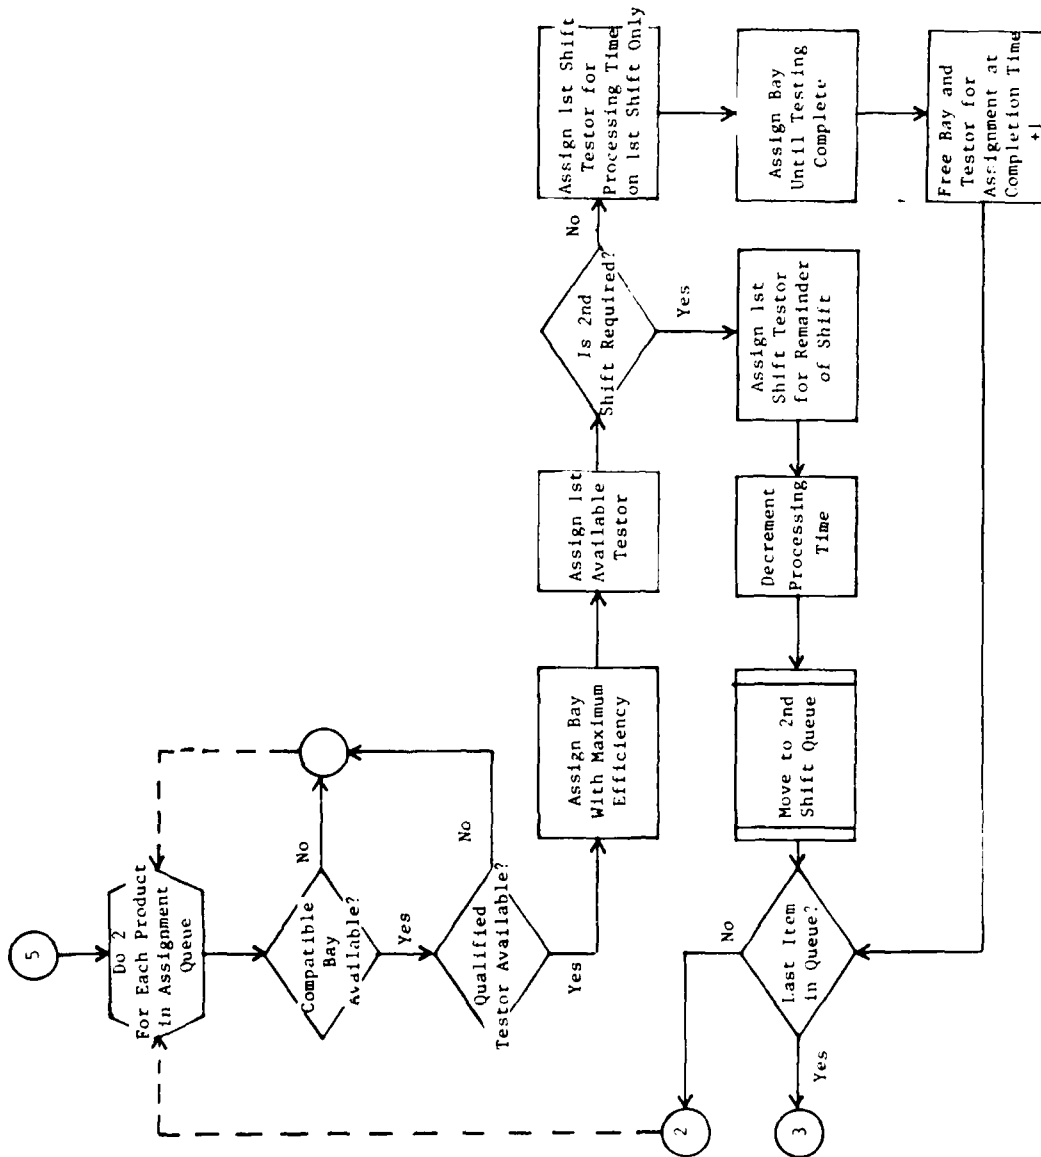 5
Do 2
For Each Product
in Assignment
Queue
Compatible
Bay
Available?
No
Yes
Qualified
Testor Available?
No
Yes
Assign Bay
With Maximum
Efficiency
Assign 1st
Available
Testor
Is 2nd
Shift Required?
No
Yes
Assign 1st Shift
Testor for
Processing Time
on 1st Shift Only
Assign Bay
Until Testing
Complete
Free Bay and
Testor for
Assignment at
Completion Time
+1
Assign 1st
Shift Testor
for Remainder
of Shift
Decrement
Processing
Time
Move to 2nd
Shift Queue
Last Item
in Queue?
No
Yes
2
3